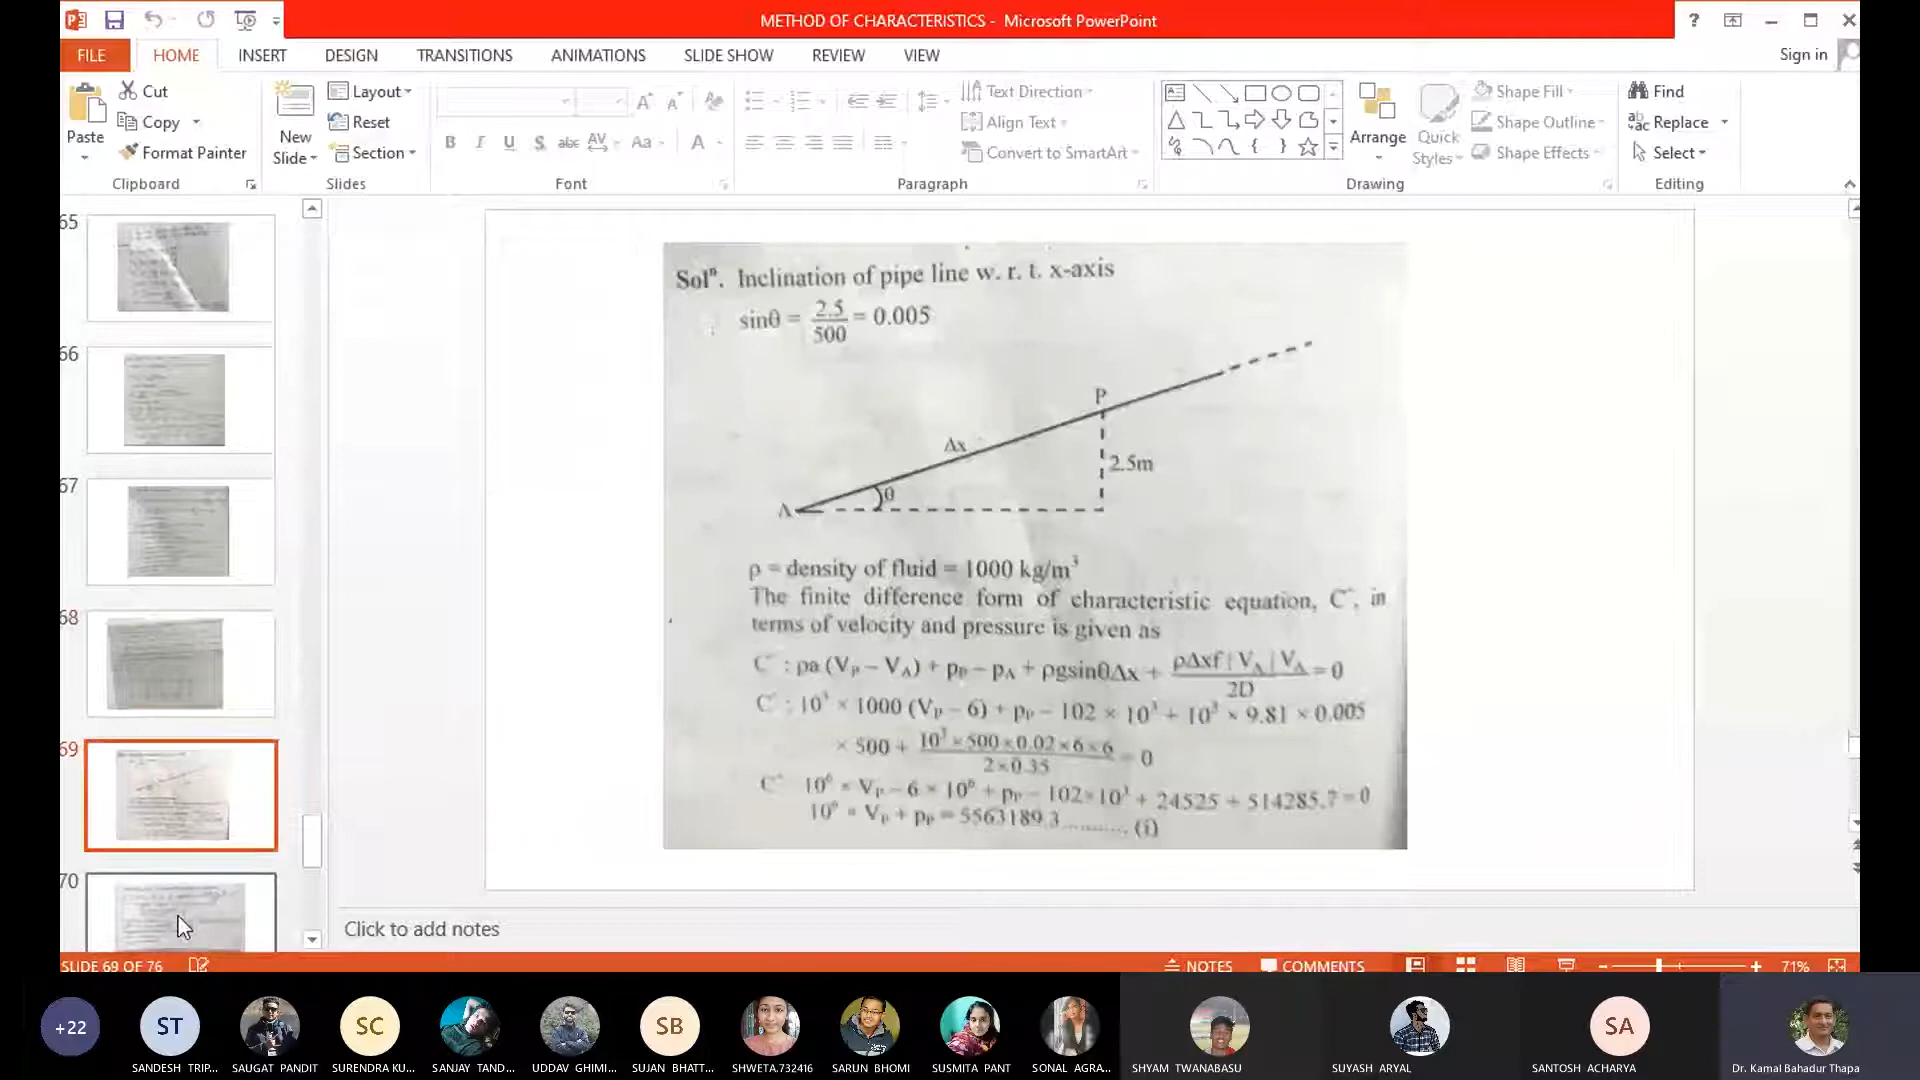 METHOD OF CHARACTERISTICS - Microsoft PowerPoint
?
FILE HOME INSERT DESIGN TRANSITIONS ANIMATIONS SLIDE SHOW REVIEW VIEW Sign in
Cut
Copy
Format Painter
Paste
Clipboard
New Slide
Layout
Reset
Section
Slides
B I U S abc AV Aa A
Font
Text Direction
Align Text
Convert to SmartArt
Paragraph
Arrange
Quick Styles
Shape Fill
Shape Outline
Shape Effects
Drawing
Find
Replace
Select
Editing
65
66
67
68
69
70
Solⁿ. Inclination of pipe line w. r. t. x-axis
sinθ = 2.5/500 = 0.005
P
Δx
2.5m
θ
A
ρ = density of fluid = 1000 kg/m³
The finite difference form of characteristic equation, C⁺, in
terms of velocity and pressure is given as
C⁺ : ρa (V_P − V_A) + p_P − p_A + ρgsinθΔx + ρΔxf | V_A | V_A / 2D = 0
C⁺ : 10³ × 1000 (V_P − 6) + p_P − 102 × 10³ + 10³ × 9.81 × 0.005
× 500 + 10³ × 500 × 0.02 × 6 × 6 / 2 × 0.35 = 0
C⁺ 10⁶ × V_P − 6 × 10⁶ + p_P − 102 × 10³ + 24525 + 514285.7 = 0
10⁶ × V_P + p_P = 5563189.3 .......... (i)
Click to add notes
SLIDE 69 OF 76 NOTES COMMENTS 71%
+22 ST SC SB SA
SANDESH TRIP... SAUGAT PANDIT SURENDRA KU... SANJAY TAND... UDDAV GHIMI... SUJAN BHATT... SHWETA.732416 SARUN BHOMI SUSMITA PANT SONAL AGRA... SHYAM TWANABASU SUYASH ARYAL SANTOSH ACHARYA Dr. Kamal Bahadur Thapa